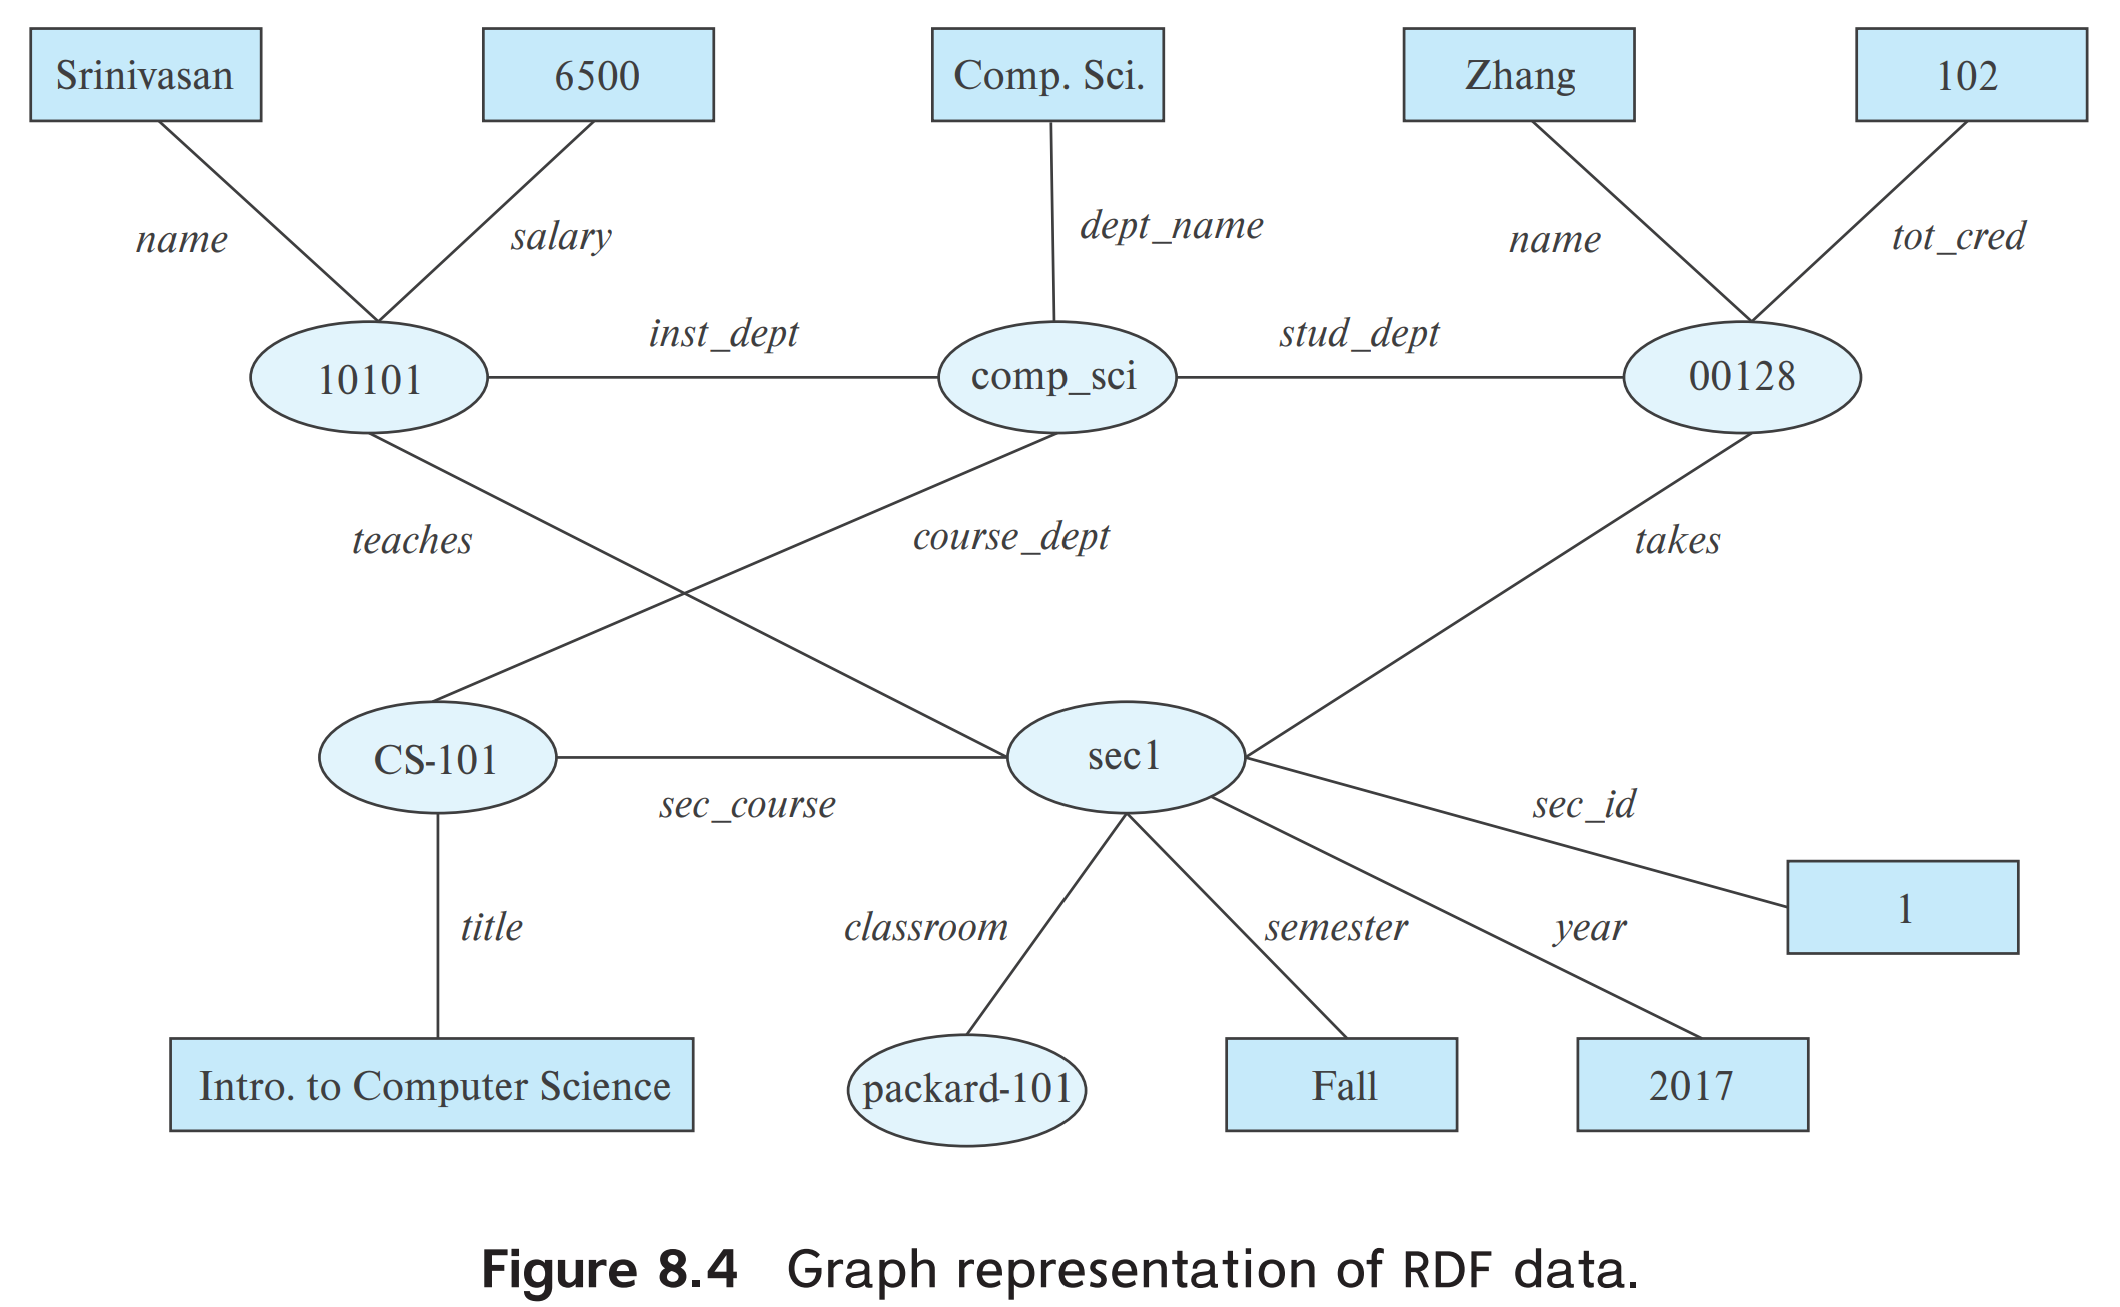 Srinivasan
6500
Comp. Sci.
Zhang
102
name
salary
dept_name
name
tot_cred
inst_dept
stud_dept
10101
comp_sci
00128
teaches
course_dept
takes
CS-101
sec1
sec_course
sec_id
1
title
classroom
semester
year
Intro. to Computer Science
packard-101
Fall
2017
Figure 8.4 Graph representation of RDF data.